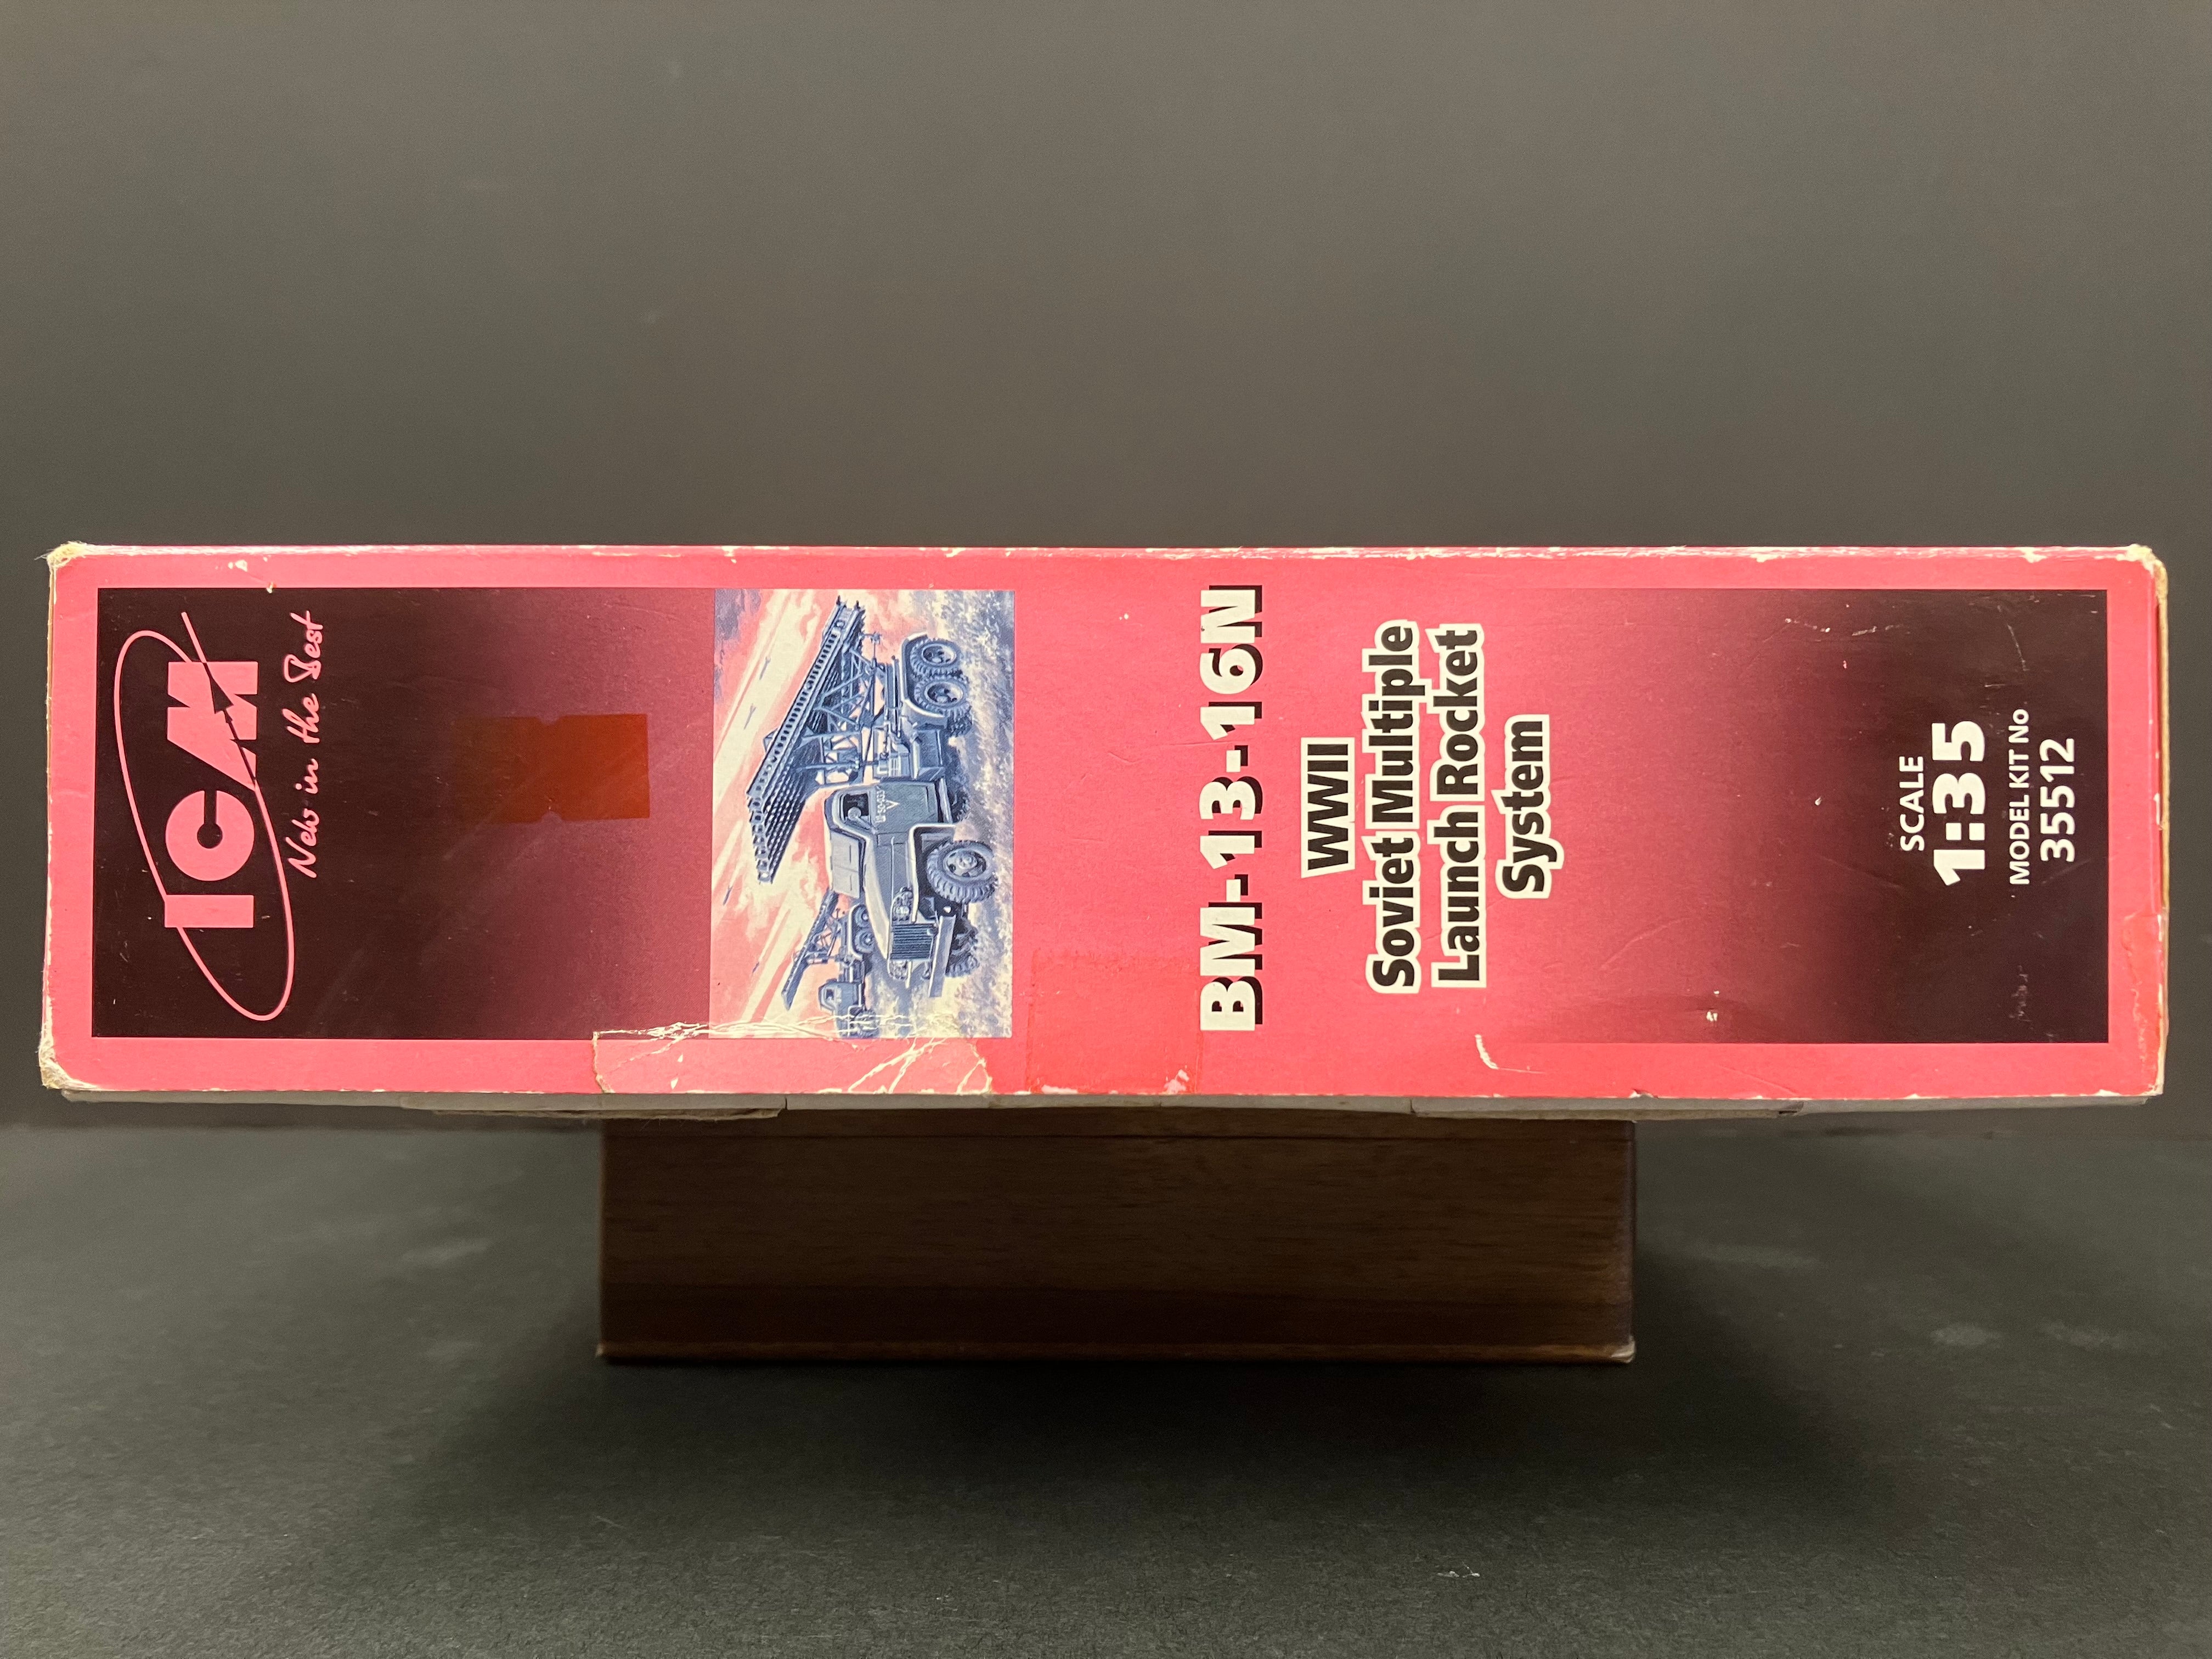 ICM
New in the Best
BM-13-16N
WWII
Soviet Multiple
Launch Rocket
System
SCALE
1:35
MODEL KIT No
35512